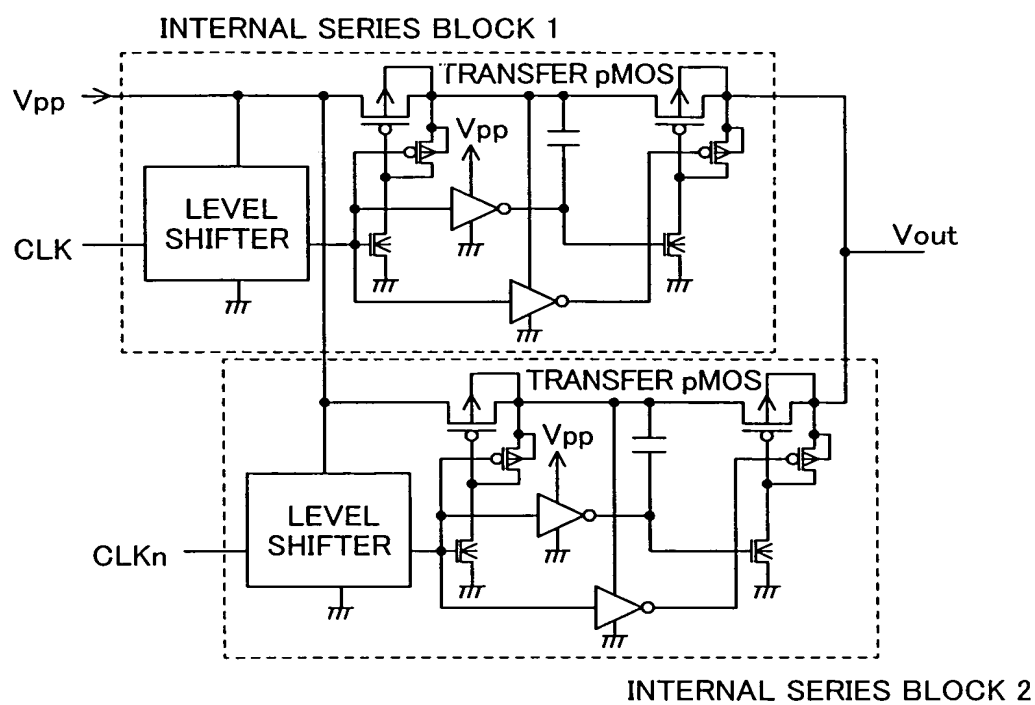 INTERNAL SERIES BLOCK 1
TRANSFER pMOS
Vpp
Vpp
LEVEL
SHIFTER
CLK
Vout
TRANSFER pMOS
Vpp
LEVEL
SHIFTER
CLKn
INTERNAL SERIES BLOCK 2